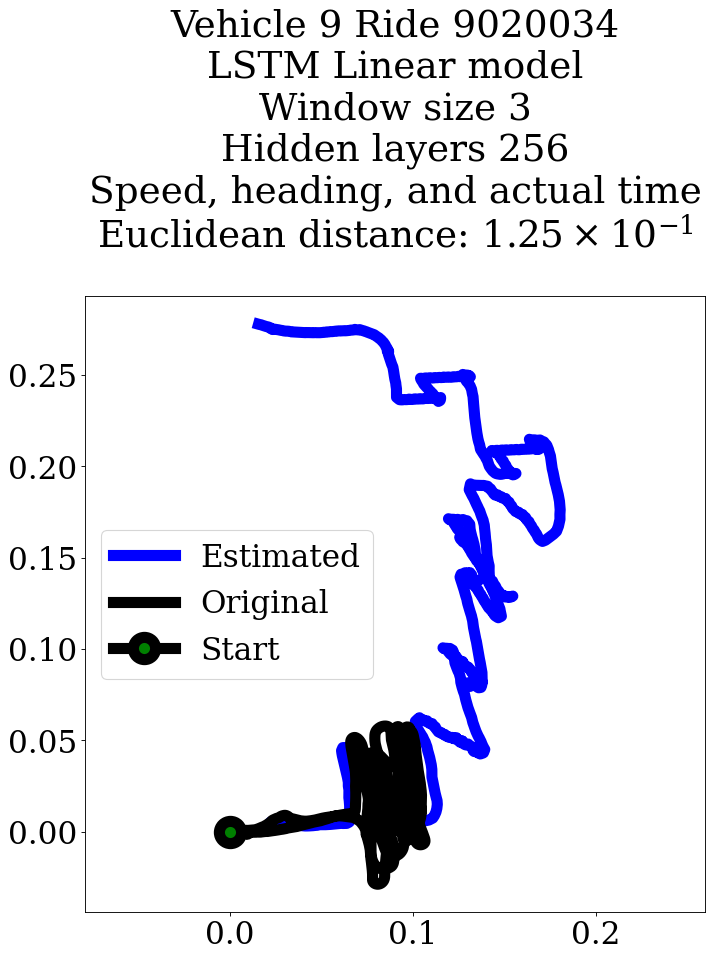 Vehicle 9 Ride 9020034
LSTM Linear model
Window size 3
Hidden layers 256
Speed, heading, and actual time
Euclidean distance: 1.25 × 10⁻¹
0.25
0.20
0.15
0.10
0.05
0.00
Estimated
Original
Start
0.0 0.1 0.2